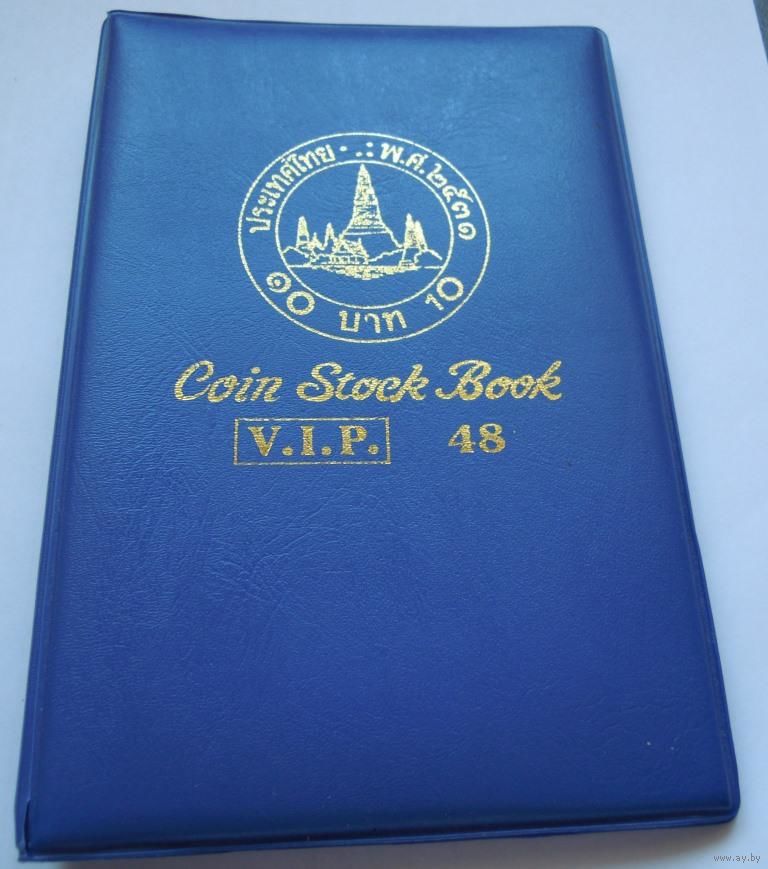 ประเทศไทย พ.ศ.๒๕๓๑
๑๐ บาท 10
Coin Stock Book
V.I.P. 48
www.ay.by